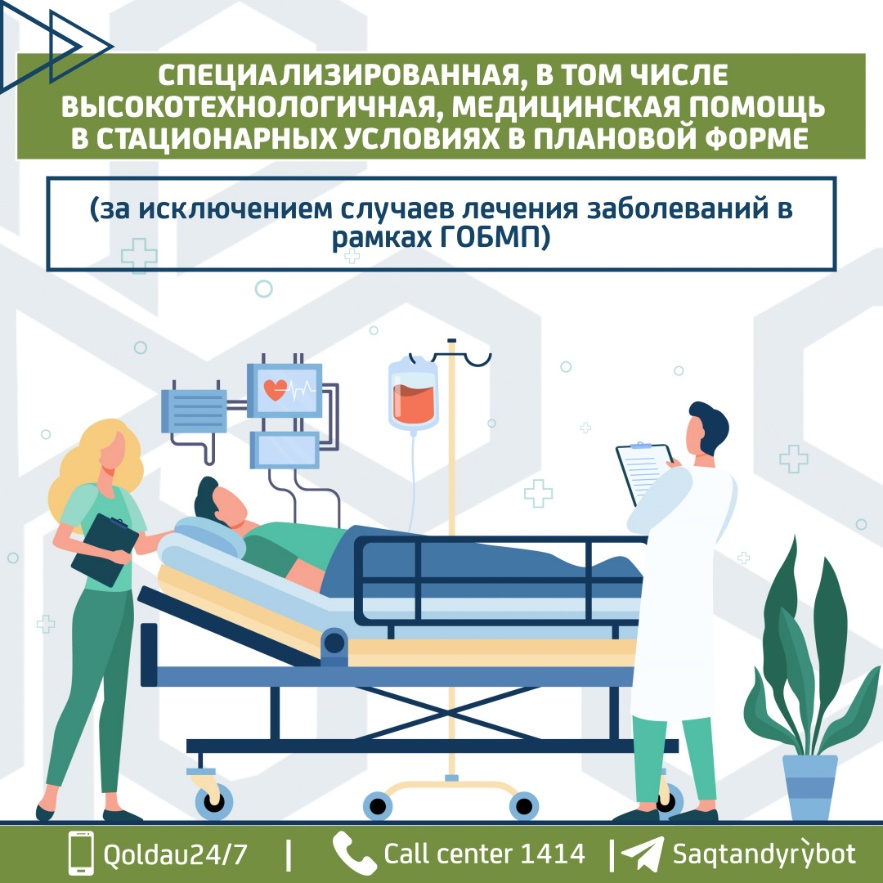 СПЕЦИАЛИЗИРОВАННАЯ, В ТОМ ЧИСЛЕ
ВЫСОКОТЕХНОЛОГИЧНАЯ, МЕДИЦИНСКАЯ ПОМОЩЬ
В СТАЦИОНАРНЫХ УСЛОВИЯХ В ПЛАНОВОЙ ФОРМЕ
(за исключением случаев лечения заболеваний в
рамках ГОБМП)
Qoldau24/7 | Call center 1414 | Saqtandyrỳbot